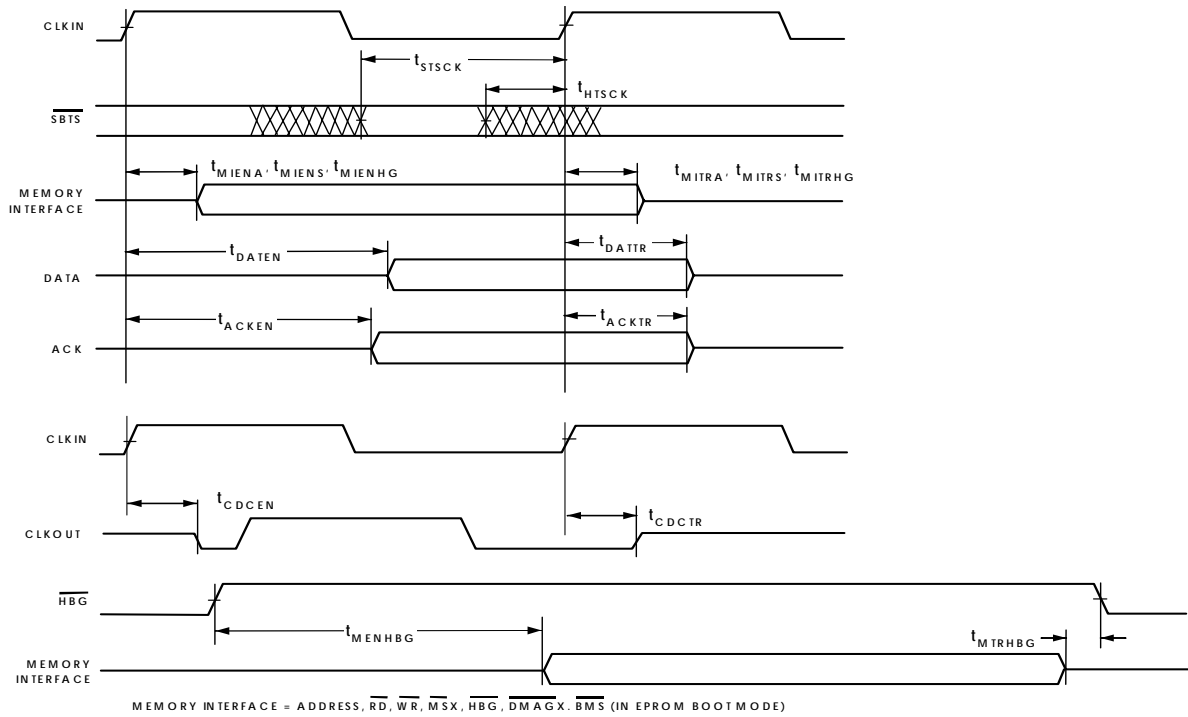 CLKIN
tSTSCK
tHTSCK
SBTS
tMIENA, tMIENS, tMIENHG
tMITRA, tMITRS, tMITRHG
MEMORY
INTERFACE
tDATTR
tDATEN
DATA
tACKTR
tACKEN
ACK
CLKIN
tCDCEN
tCDCTR
CLKOUT
HBG
tMENHBG
tMTRHBG
MEMORY
INTERFACE
MEMORY INTERFACE = ADDRESS, RD, WR, MSX, HBG, DMAGX. BMS (IN EPROM BOOT MODE)